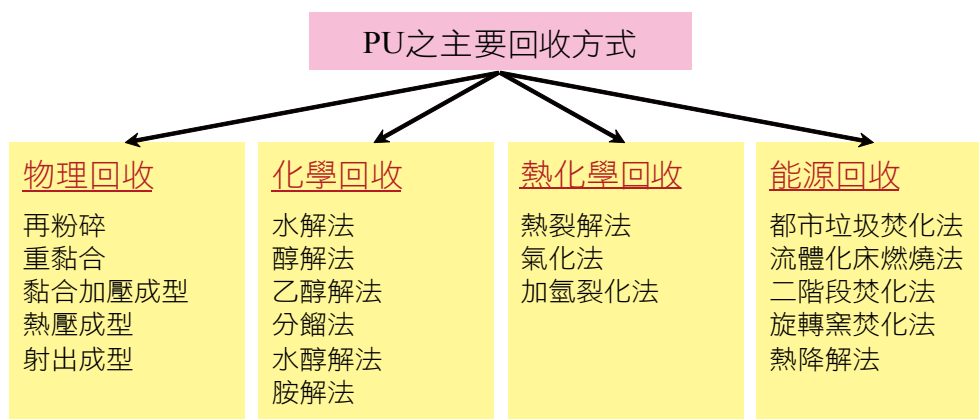 PU之主要回收方式
物理回收
再粉碎
重黏合
黏合加壓成型
熱壓成型
射出成型
化學回收
水解法
醇解法
乙醇解法
分餾法
水醇解法
胺解法
熱化學回收
熱裂解法
氣化法
加氫裂化法
能源回收
都市垃圾焚化法
流體化床燃燒法
二階段焚化法
旋轉窯焚化法
熱降解法